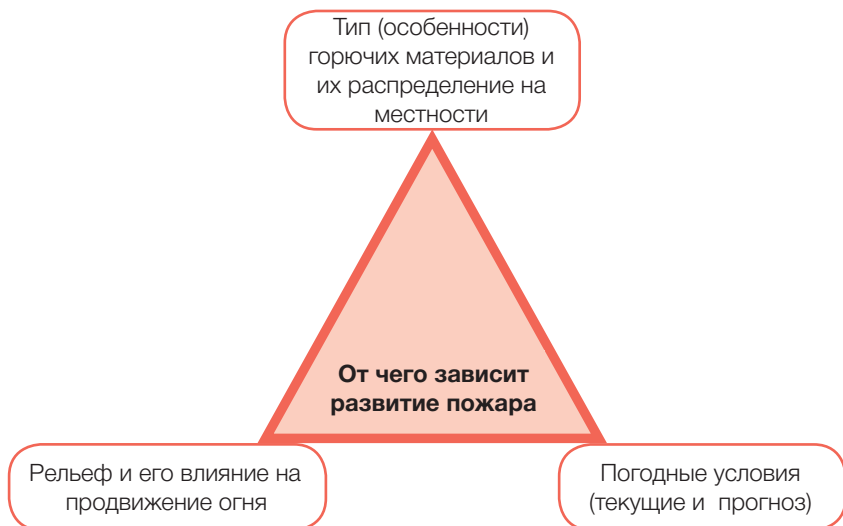 Тип (особенности)
горючих материалов и
их распределение на
местности
От чего зависит
развитие пожара
Рельеф и его влияние на
продвижение огня
Погодные условия
(текущие и прогноз)